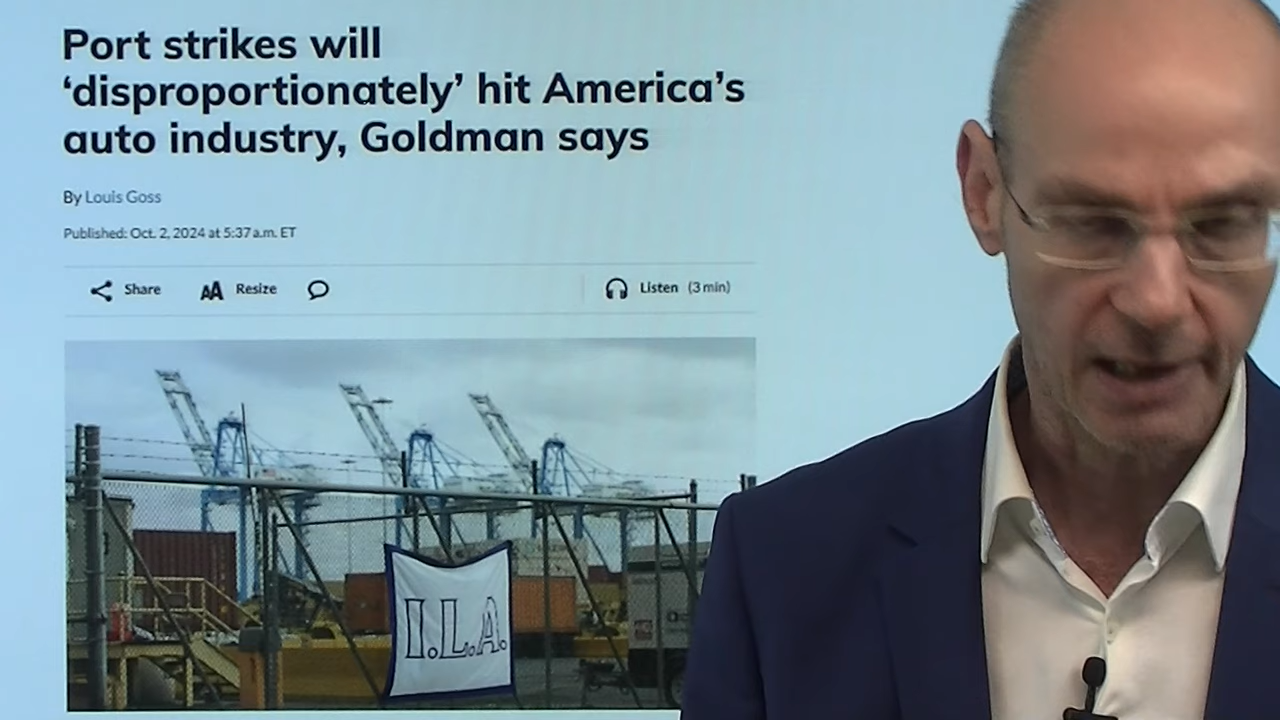 Port strikes will
‘disproportionately’ hit America’s
auto industry, Goldman says
By Louis Goss
Published: Oct. 2, 2024 at 5:37 a.m. ET
Share
AA Resize
Listen (3 min)
I.L.A.